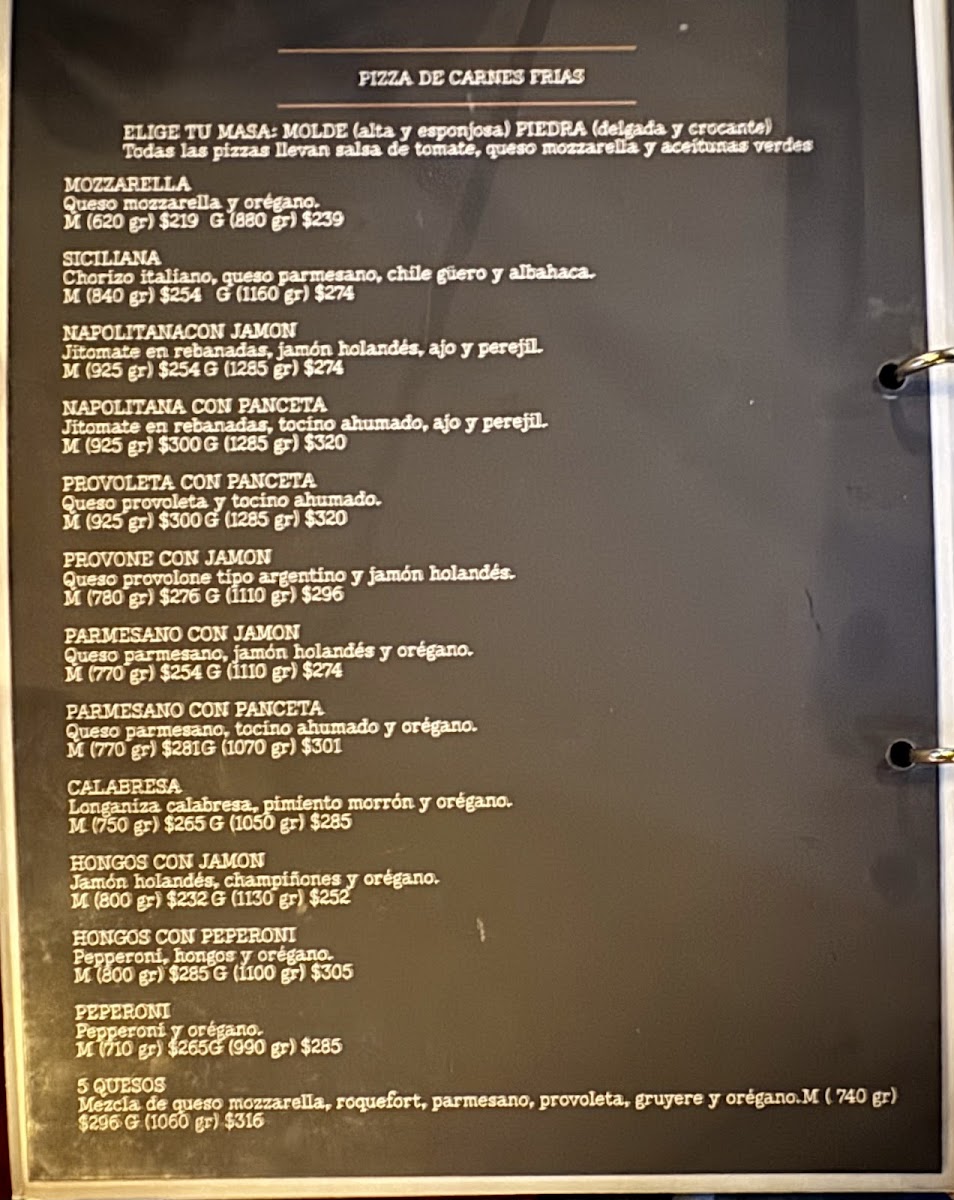 PIZZA DE CARNES FRIAS
ELIGE TU MASA: MOLDE (alta y esponjosa) PIEDRA (delgada y crocante)
Todas las pizzas llevan salsa de tomate, queso mozzarella y aceitunas verdes
MOZZARELLA
Queso mozzarella y orégano.
M (620 gr) $219 G (880 gr) $239
SICILIANA
Chorizo italiano, queso parmesano, chile güero y albahaca.
M (840 gr) $254 G (1160 gr) $274
NAPOLITANACON JAMON
Jitomate en rebanadas, jamón holandés, ajo y perejil.
M (925 gr) $254 G (1285 gr) $274
NAPOLITANA CON PANCETA
Jitomate en rebanadas, tocino ahumado, ajo y perejil.
M (925 gr) $300 G (1285 gr) $320
PROVOLETA CON PANCETA
Queso provoleta y tocino ahumado.
M (925 gr) $300 G (1285 gr) $320
PROVONE CON JAMON
Queso provolone tipo argentino y jamón holandés.
M (780 gr) $276 G (1110 gr) $296
PARMESANO CON JAMON
Queso parmesano, jamón holandés y orégano.
M (770 gr) $254 G (1110 gr) $274
PARMESANO CON PANCETA
Queso parmesano, tocino ahumado y orégano.
M (770 gr) $281G (1070 gr) $301
CALABRESA
Longaniza calabresa, pimiento morrón y orégano.
M (750 gr) $265 G (1050 gr) $285
HONGOS CON JAMON
Jamón holandés, champiñones y orégano.
M (800 gr) $232 G (1130 gr) $252
HONGOS CON PEPERONI
Pepperoni, hongos y orégano.
M (800 gr) $285 G (1100 gr) $305
PEPERONI
Pepperoni y orégano.
M (710 gr) $265G (990 gr) $285
5 QUESOS
Mezcla de queso mozzarella, roquefort, parmesano, provoleta, gruyere y orégano.M ( 740 gr)
$296 G (1060 gr) $316